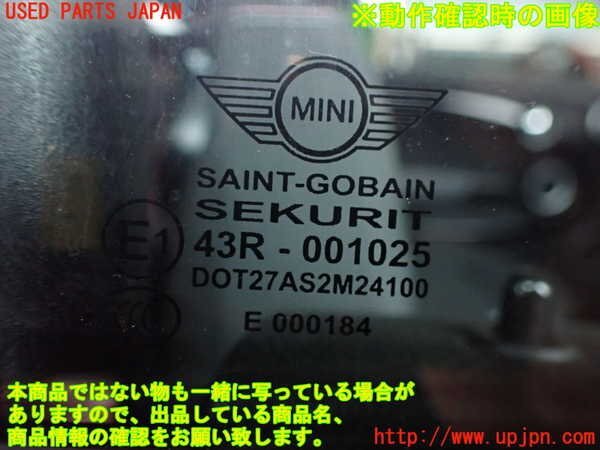 USED PARTS JAPAN
※動作確認時の画像
MINI
SAINT-GOBAIN
SEKURIT
E1
43R - 001025
DOT27AS2M24100
E 000184
本商品ではない物も一緒に写っている場合が
ありますので、出品している商品名、
商品情報の確認をお願い致します。
http://www.upjpn.com